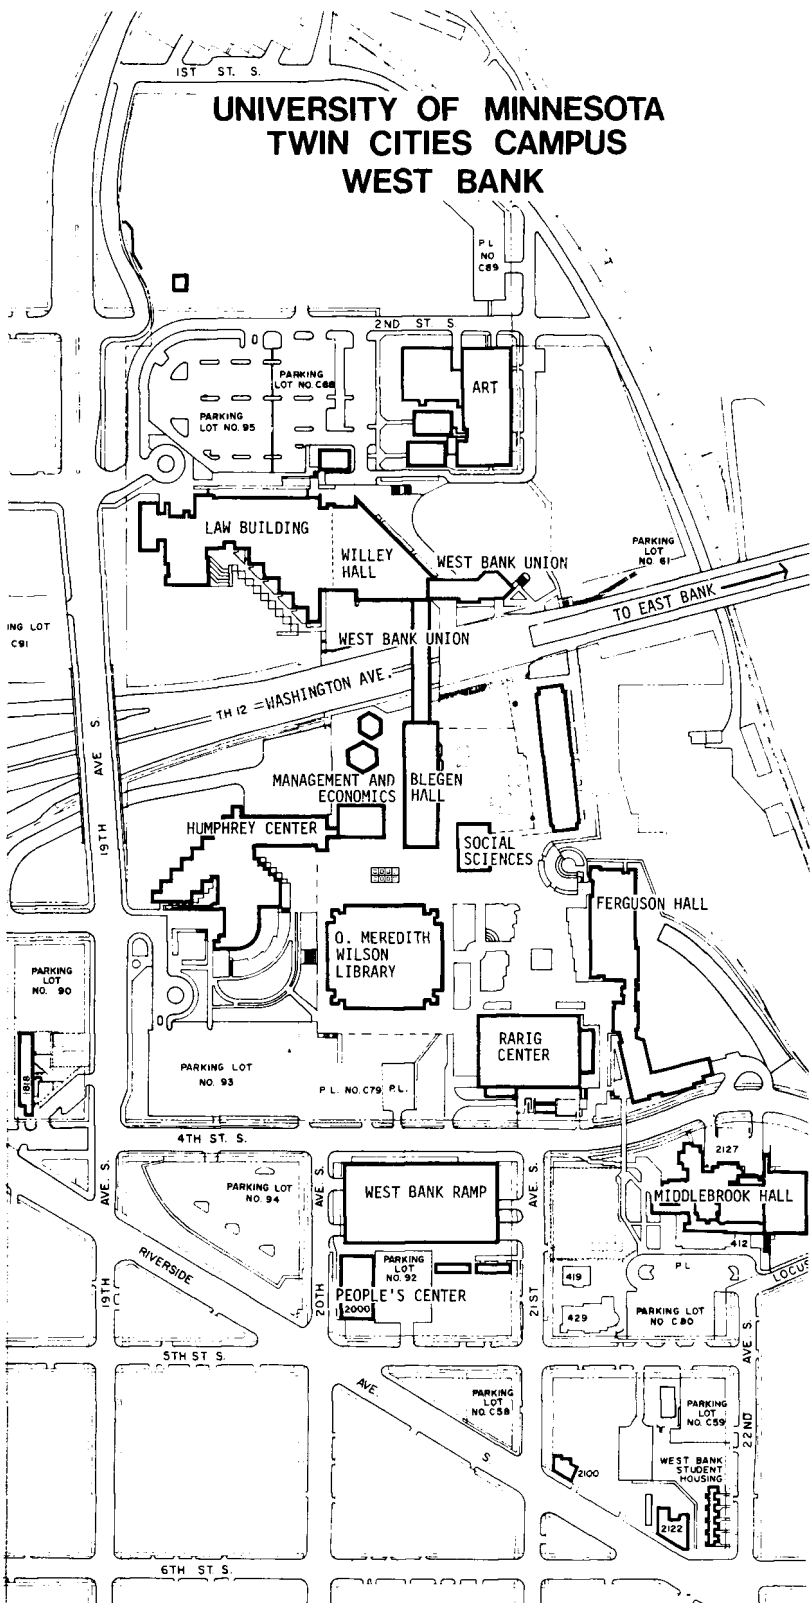 1ST ST. S.
UNIVERSITY OF MINNESOTA
TWIN CITIES CAMPUS
WEST BANK
P L
NO
C89
2ND ST S
PARKING
LOT NO. C88
ART
PARKING
LOT NO. 95
LAW BUILDING
WILLEY
HALL
WEST BANK UNION
PARKING
LOT
NO. 61
TO EAST BANK
ING LOT
C91
WEST BANK UNION
TH 12 = WASHINGTON AVE.
19TH AVE S.
MANAGEMENT AND
ECONOMICS
BLEGEN
HALL
HUMPHREY CENTER
SOCIAL
SCIENCES
FERGUSON HALL
O. MEREDITH
WILSON
LIBRARY
PARKING
LOT
NO. 90
RARIG
CENTER
1818
PARKING LOT
NO. 93
P L. NO. C79
P.L.
4TH ST. S.
2127
19TH AVE. S.
PARKING LOT
NO. 94
20TH AVE. S.
WEST BANK RAMP
21ST AVE. S.
MIDDLEBROOK HALL
412
RIVERSIDE
PARKING
LOT
NO. 92
419
P L
LOCUS
PEOPLE'S CENTER
2000
429
PARKING LOT
NO C80
5TH ST S.
AVE.
S
PARKING
LOT
NO. C58
PARKING
LOT
NO. C59
22ND AVE S.
WEST BANK
STUDENT
HOUSING
2100
2122
6TH ST S.